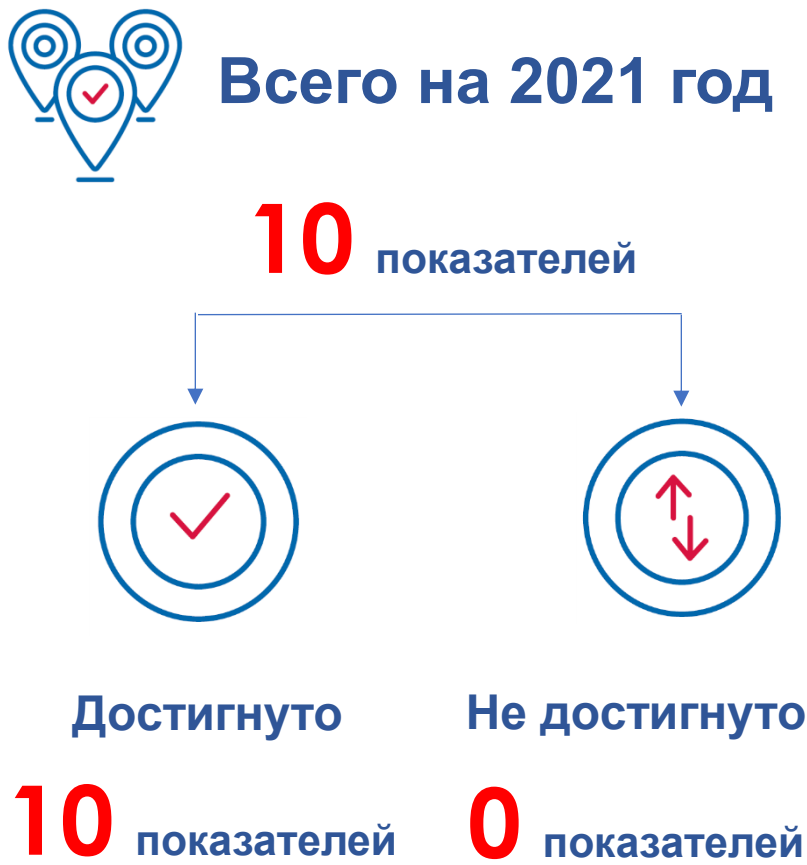 Всего на 2021 год
10 показателей
Достигнуто
Не достигнуто
10 показателей
0 показателей